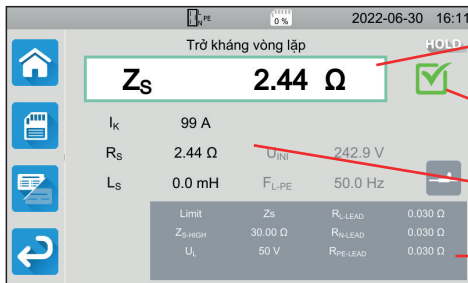 L N PE 0 % 2022-06-30 16:11
Trở kháng vòng lặp HOLD
ZS 2.44 Ω
IK 99 A
RS 2.44 Ω UINI 242.9 V
LS 0.0 mH FL-PE 50.0 Hz
Limit Zs RL-LEAD 0.030 Ω
ZS-HIGH 30.00 Ω RN-LEAD 0.030 Ω
UL 50 V RPE-LEAD 0.030 Ω